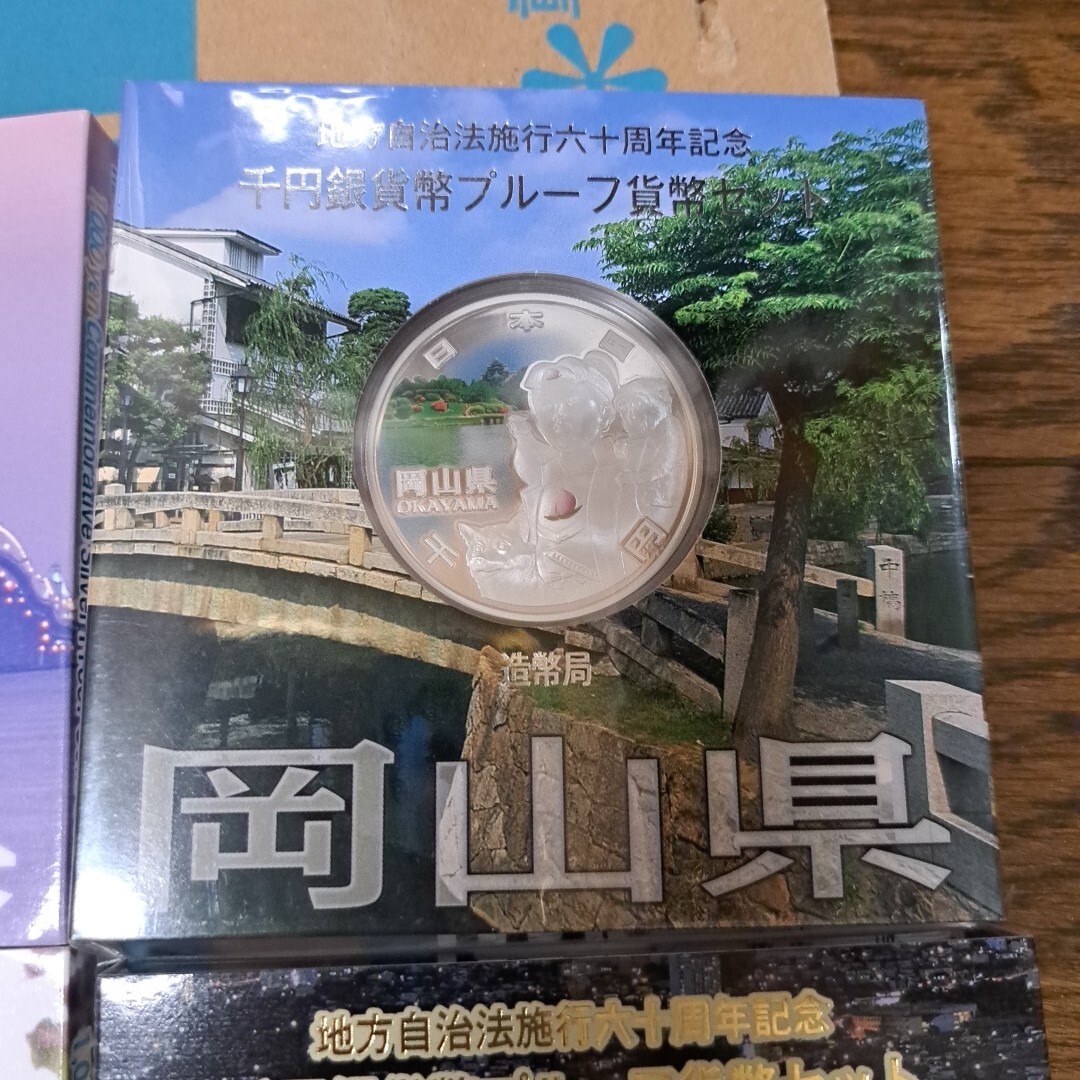 地方自治法施行六十周年記念
千円銀貨幣プルーフ貨幣セット
日本国
岡山県
OKAYAMA
千円
中橋
造幣局
岡山県
Commemorative Silver
地方自治法施行六十周年記念